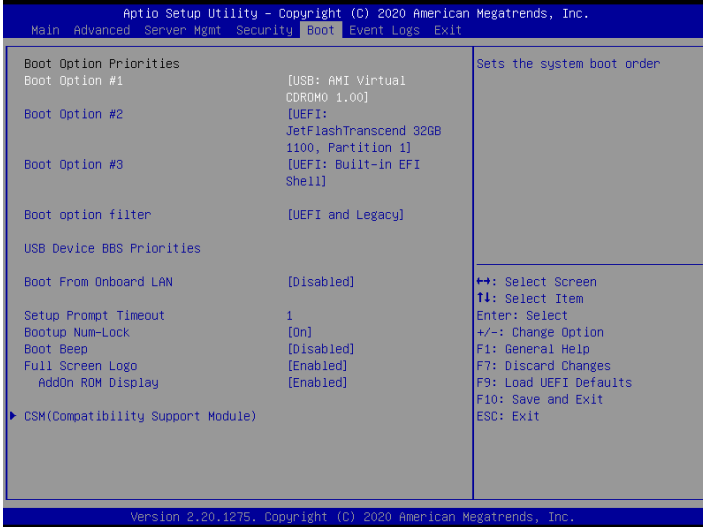 Aptio Setup Utility – Copyright (C) 2020 American Megatrends, Inc.
Main Advanced Server Mgmt Security Boot Event Logs Exit
Boot Option Priorities
Boot Option #1 [USB: AMI Virtual
CDROM0 1.00]
Boot Option #2 [UEFI:
JetFlashTranscend 32GB
1100, Partition 1]
Boot Option #3 [UEFI: Built-in EFI
Shell]
Boot option filter [UEFI and Legacy]
USB Device BBS Priorities
Boot From Onboard LAN [Disabled]
Setup Prompt Timeout 1
Bootup Num-Lock [On]
Boot Beep [Disabled]
Full Screen Logo [Enabled]
AddOn ROM Display [Enabled]
CSM(Compatibility Support Module)
Sets the system boot order
↔: Select Screen
↑↓: Select Item
Enter: Select
+/-: Change Option
F1: General Help
F7: Discard Changes
F9: Load UEFI Defaults
F10: Save and Exit
ESC: Exit
Version 2.20.1275. Copyright (C) 2020 American Megatrends, Inc.